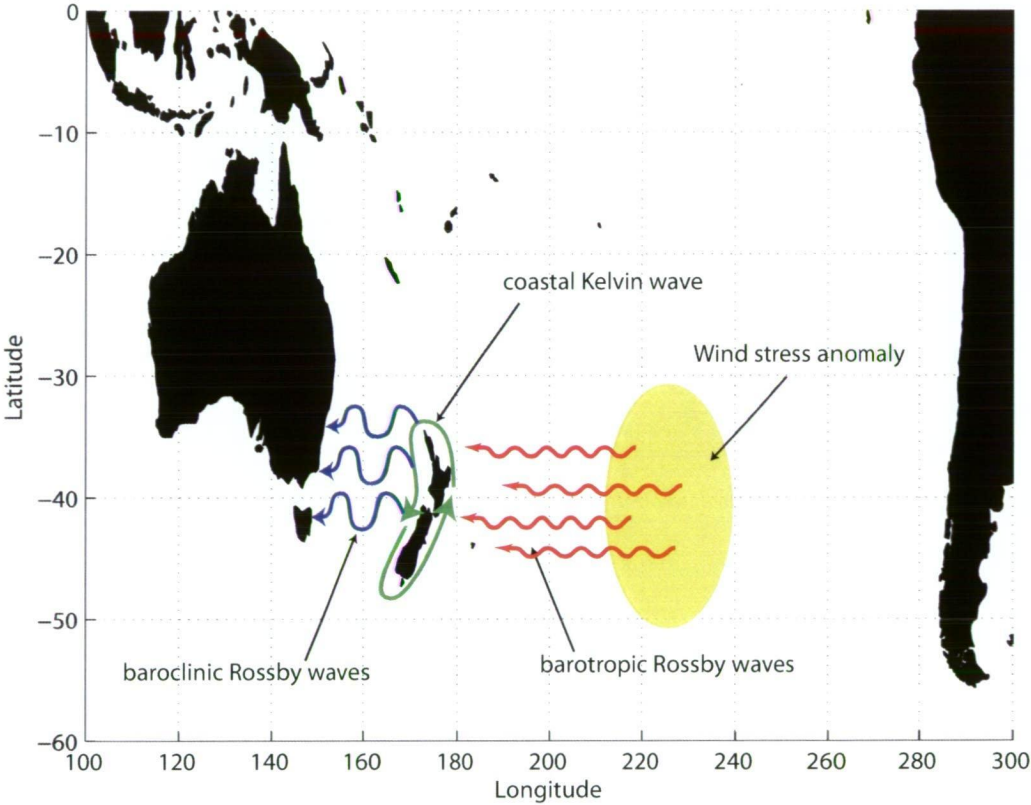 0
−10
−20
−30
−40
−50
−60
Latitude
coastal Kelvin wave
Wind stress anomaly
baroclinic Rossby waves
barotropic Rossby waves
100 120 140 160 180 200 220 240 260 280 300
Longitude